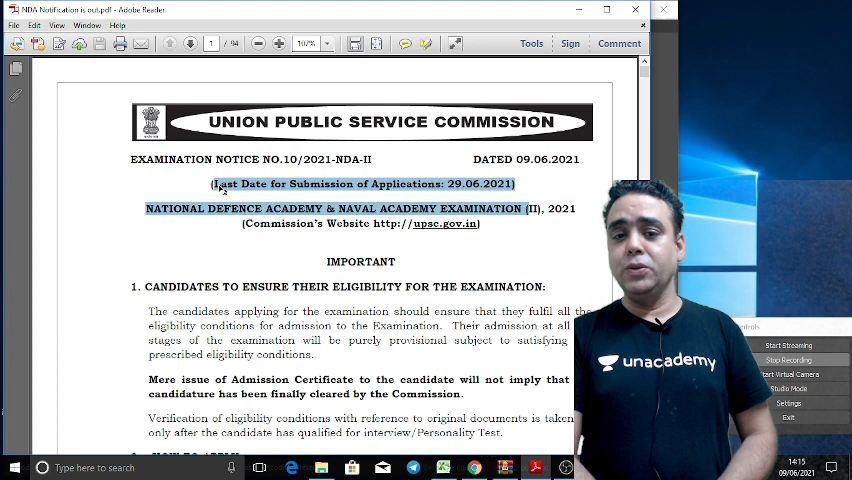 NDA Notification is out.pdf - Adobe Reader
File Edit View Window Help
1 / 94 107% Tools Sign Comment
UNION PUBLIC SERVICE COMMISSION
EXAMINATION NOTICE NO.10/2021-NDA-II DATED 09.06.2021
(Last Date for Submission of Applications: 29.06.2021)
NATIONAL DEFENCE ACADEMY & NAVAL ACADEMY EXAMINATION (II), 2021
(Commission's Website http://upsc.gov.in)
IMPORTANT
1. CANDIDATES TO ENSURE THEIR ELIGIBILITY FOR THE EXAMINATION:
The candidates applying for the examination should ensure that they fulfil all the
eligibility conditions for admission to the Examination. Their admission at all
stages of the examination will be purely provisional subject to satisfying
prescribed eligibility conditions.
Mere issue of Admission Certificate to the candidate will not imply that
candidature has been finally cleared by the Commission.
Verification of eligibility conditions with reference to original documents is taken
only after the candidate has qualified for interview/Personality Test.
unacademy
ontrols
Start Streaming
Stop Recording
tart Virtual Camera
Studio Mode
Settings
Exit
Type here to search
14:15
09/06/2021